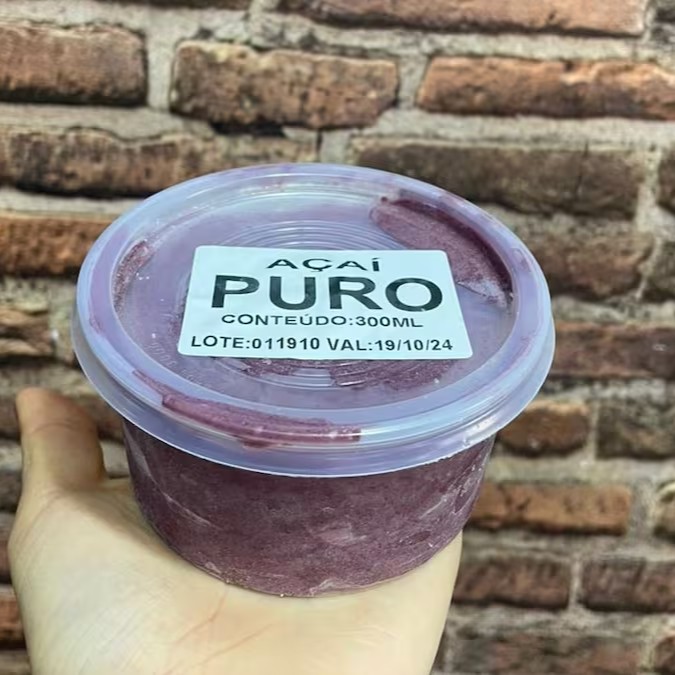 AÇAÍ
PURO
CONTEÚDO:300ML
LOTE:011910 VAL:19/10/24